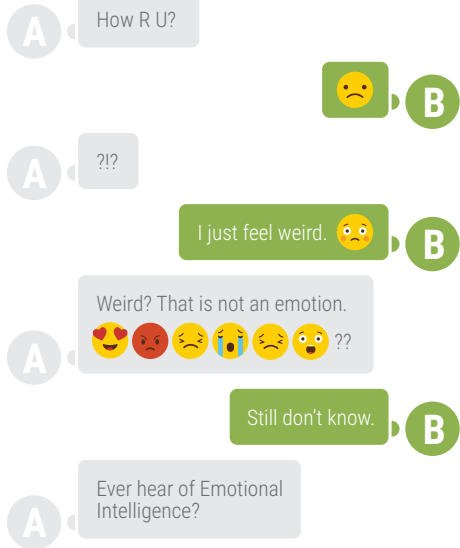 A
How R U?
B
A
?!?
I just feel weird.
B
Weird? That is not an emotion.
A
??
Still don't know.
B
Ever hear of Emotional
Intelligence?
A